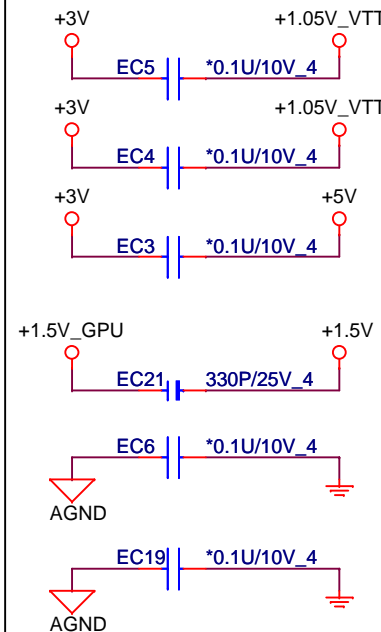 +3V +1.05V_VTT
EC5 *0.1U/10V_4
+3V +1.05V_VTT
EC4 *0.1U/10V_4
+3V +5V
EC3 *0.1U/10V_4
+1.5V_GPU +1.5V
EC21 330P/25V_4
EC6 *0.1U/10V_4
AGND
EC19 *0.1U/10V_4
AGND